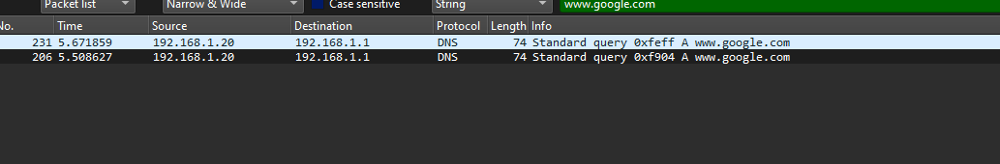 Packet list Narrow & Wide Case sensitive String www.google.com
No. Time Source Destination Protocol Length Info
231 5.671859 192.168.1.20 192.168.1.1 DNS 74 Standard query 0xfeff A www.google.com
206 5.508627 192.168.1.20 192.168.1.1 DNS 74 Standard query 0xf904 A www.google.com